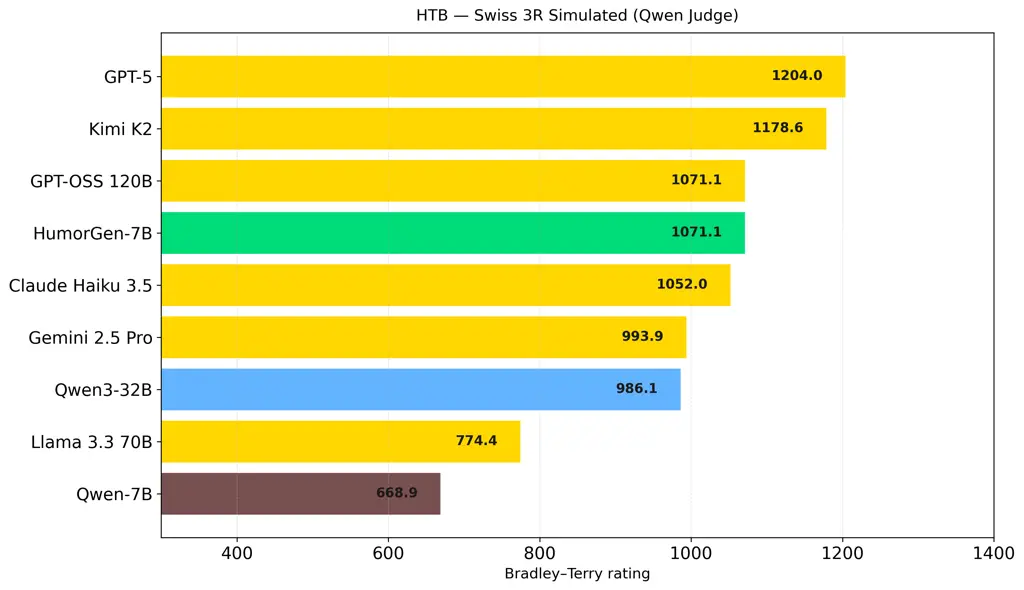 HTB — Swiss 3R Simulated (Qwen Judge)
GPT-5 1204.0
Kimi K2 1178.6
GPT-OSS 120B 1071.1
HumorGen-7B 1071.1
Claude Haiku 3.5 1052.0
Gemini 2.5 Pro 993.9
Qwen3-32B 986.1
Llama 3.3 70B 774.4
Qwen-7B 668.9
400 600 800 1000 1200 1400
Bradley–Terry rating